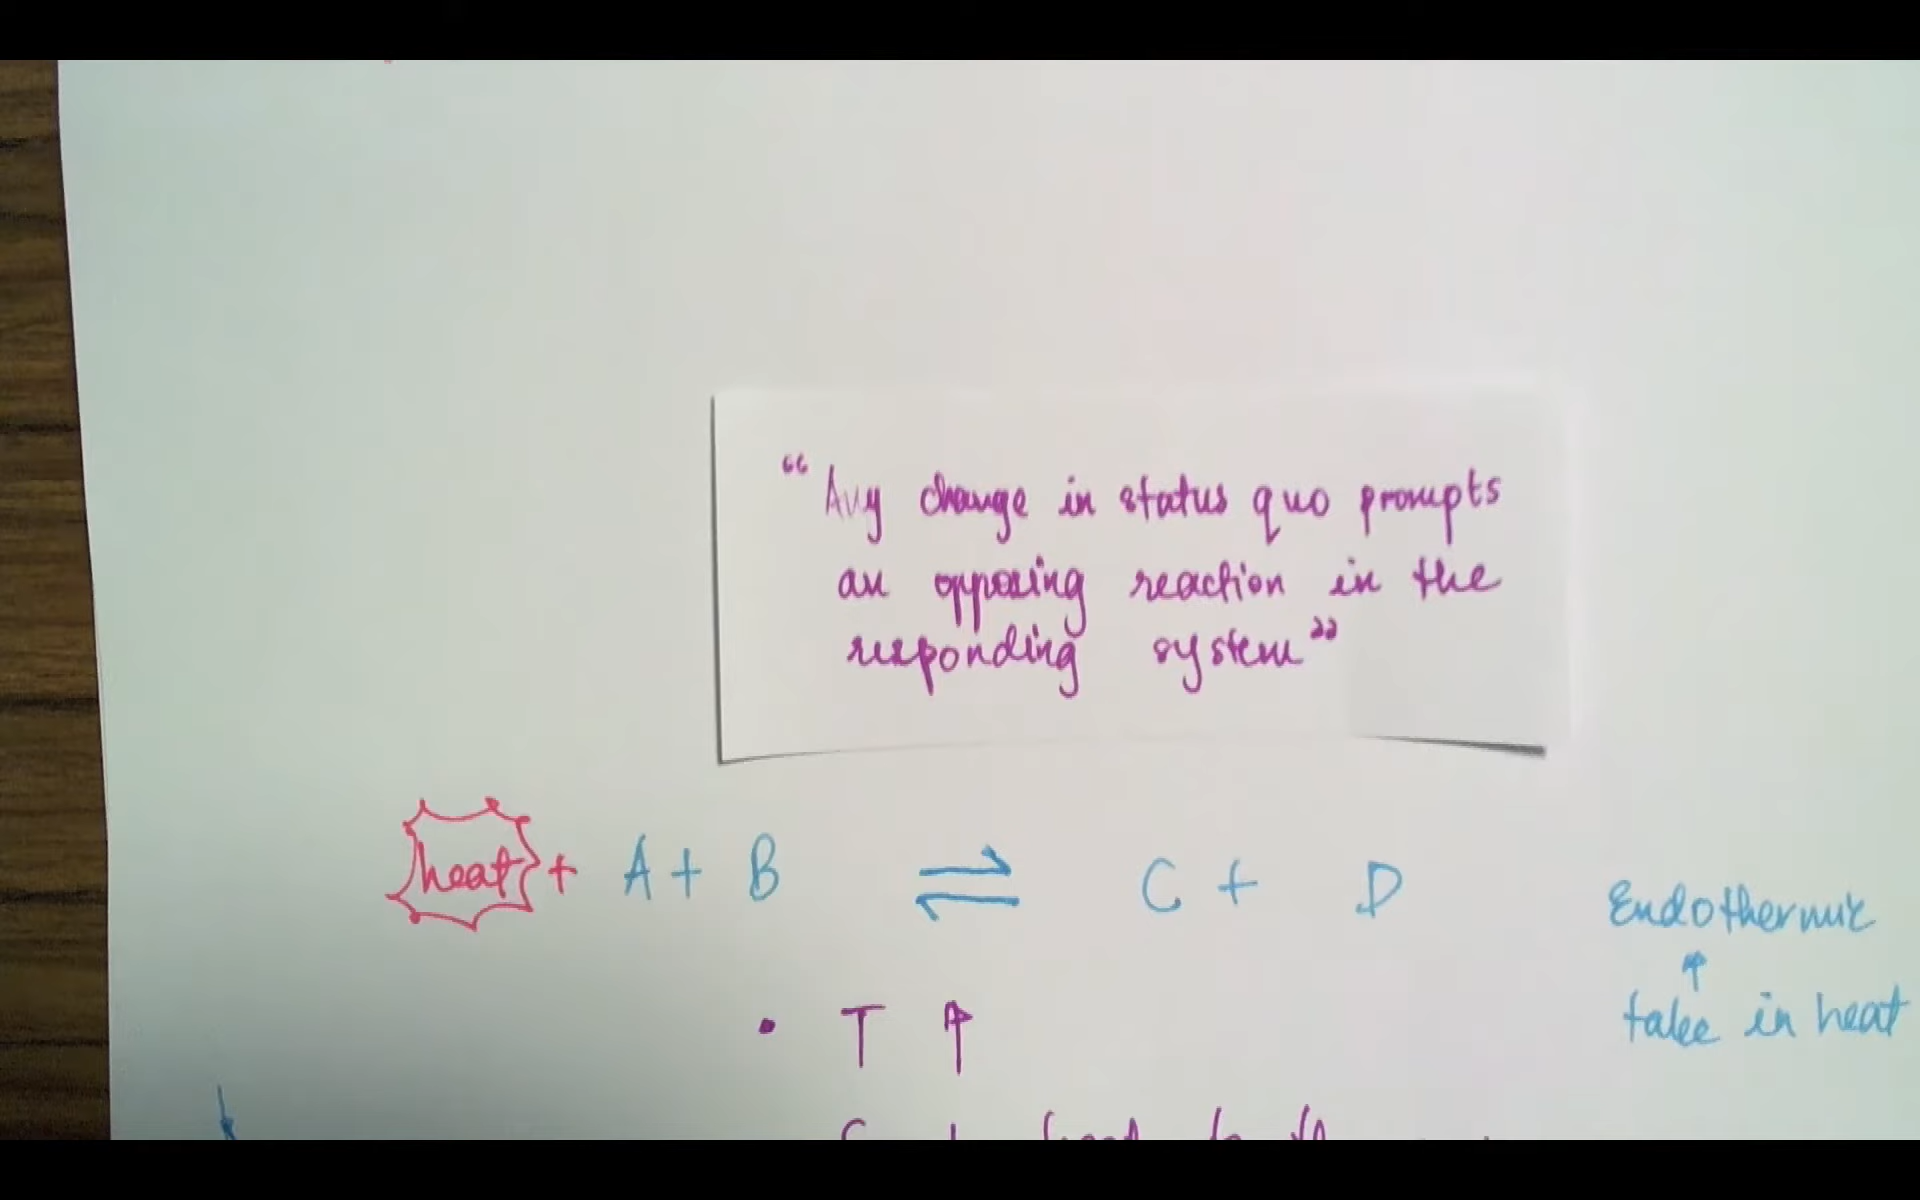 “Any change in status quo prompts
an opposing reaction in the
responding system”
heat + A + B ⇌ C + D
Endothermic
↑
take in heat
• T ↑